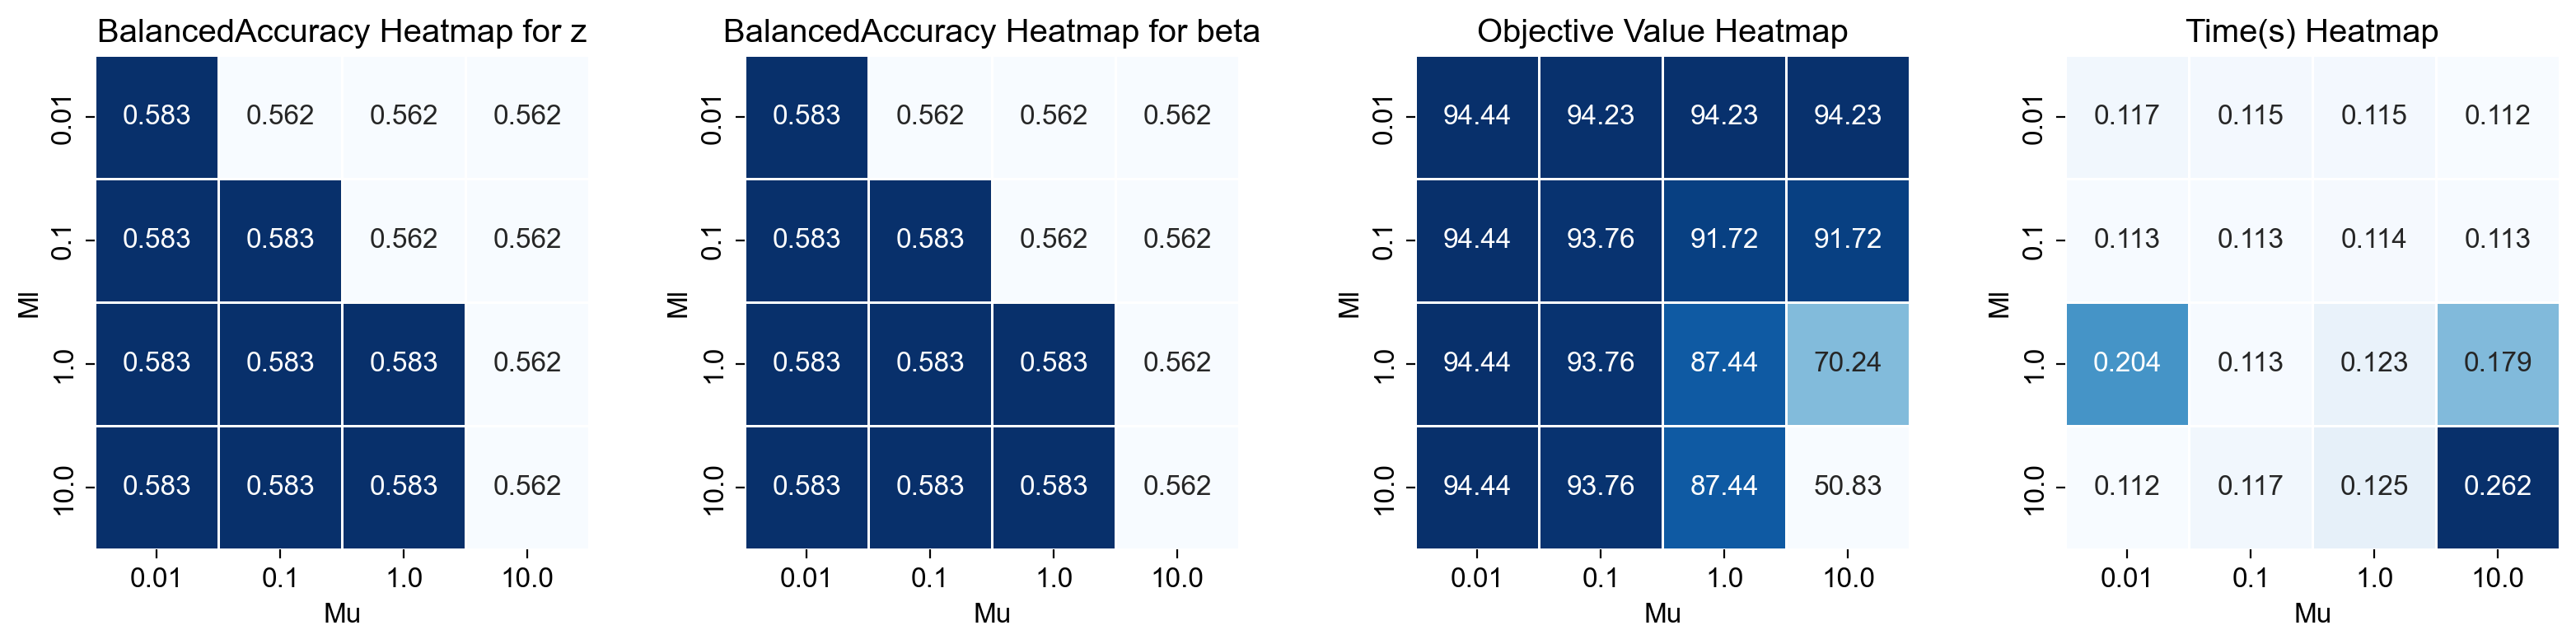 BalancedAccuracy Heatmap for z
0.01 0.583 0.562 0.562 0.562
0.1 0.583 0.583 0.562 0.562
Ml
1.0 0.583 0.583 0.583 0.562
10.0 0.583 0.583 0.583 0.562
0.01 0.1 1.0 10.0
Mu
BalancedAccuracy Heatmap for beta
0.01 0.583 0.562 0.562 0.562
0.1 0.583 0.583 0.562 0.562
Ml
1.0 0.583 0.583 0.583 0.562
10.0 0.583 0.583 0.583 0.562
0.01 0.1 1.0 10.0
Mu
Objective Value Heatmap
0.01 94.44 94.23 94.23 94.23
0.1 94.44 93.76 91.72 91.72
Ml
1.0 94.44 93.76 87.44 70.24
10.0 94.44 93.76 87.44 50.83
0.01 0.1 1.0 10.0
Mu
Time(s) Heatmap
0.01 0.117 0.115 0.115 0.112
0.1 0.113 0.113 0.114 0.113
Ml
1.0 0.204 0.113 0.123 0.179
10.0 0.112 0.117 0.125 0.262
0.01 0.1 1.0 10.0
Mu